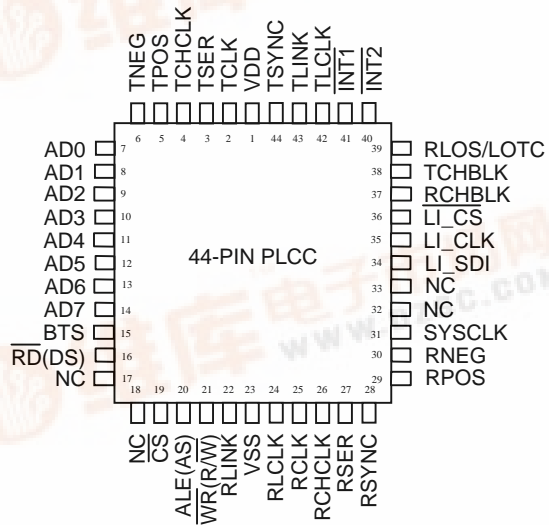 TNEG TPOS TCHCLK TSER TCLK VDD TSYNC TLINK TLCLK INT1 INT2
6 5 4 3 2 1 44 43 42 41 40
AD0 7 39 RLOS/LOTC
AD1 8 38 TCHBLK
AD2 9 37 RCHBLK
AD3 10 36 LI_CS
AD4 11 35 LI_CLK
AD5 12 34 LI_SDI
44-PIN PLCC
AD6 13 33 NC
AD7 14 32 NC
BTS 15 31 SYSCLK
RD(DS) 16 30 RNEG
NC 17 29 RPOS
18 19 20 21 22 23 24 25 26 27 28
NC CS ALE(AS) WR(R/W) RLINK VSS RLCLK RCLK RCHCLK RSER RSYNC